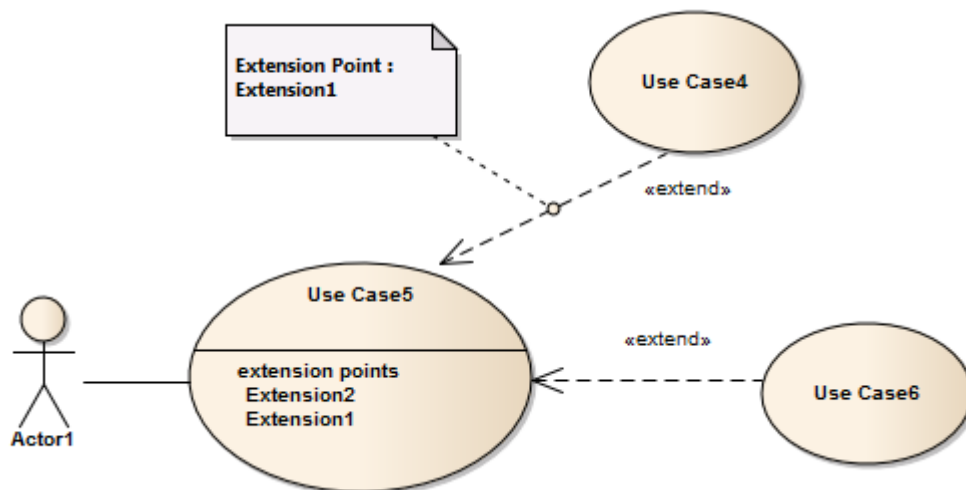 Extension Point :
Extension1
Use Case4
«extend»
Use Case5
extension points
Extension2
Extension1
«extend»
Use Case6
Actor1